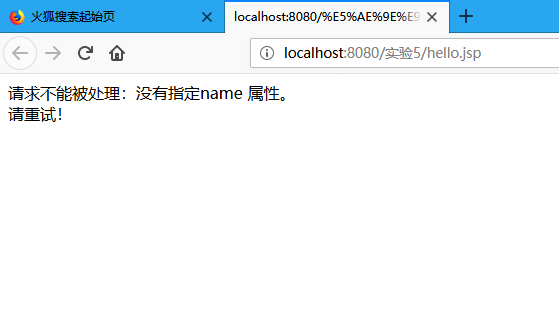 火狐搜索起始页
localhost:8080/%E5%AE%9E%E9
localhost:8080/实验5/hello.jsp
请求不能被处理：没有指定name 属性。
请重试！